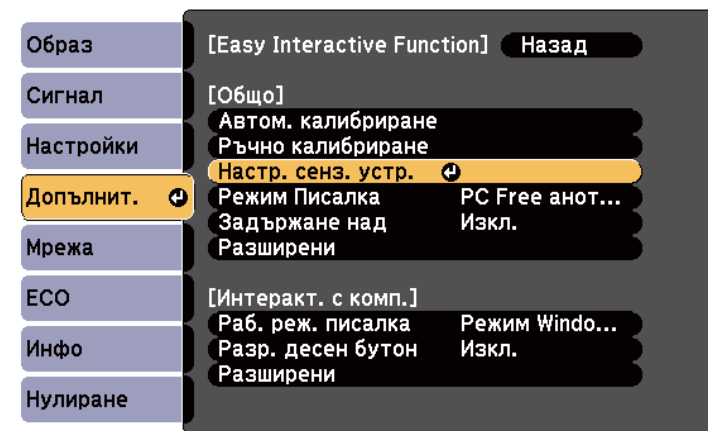 Образ
Сигнал
Настройки
Допълнит.
Мрежа
ECO
Инфо
Нулиране
[Easy Interactive Function] Назад
[Общо]
Автом. калибриране
Ръчно калибриране
Настр. сенз. устр.
Режим Писалка PC Free анот...
Задържане над Изкл.
Разширени
[Интеракт. с комп.]
Раб. реж. писалка Режим Windo...
Разр. десен бутон Изкл.
Разширени